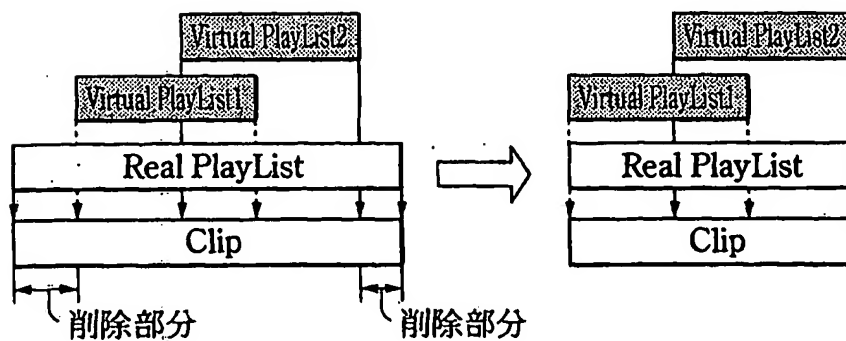 Virtual PlayList2
Virtual PlayList1
Real PlayList
Clip
削除部分
削除部分
Virtual PlayList2
Virtual PlayList1
Real PlayList
Clip